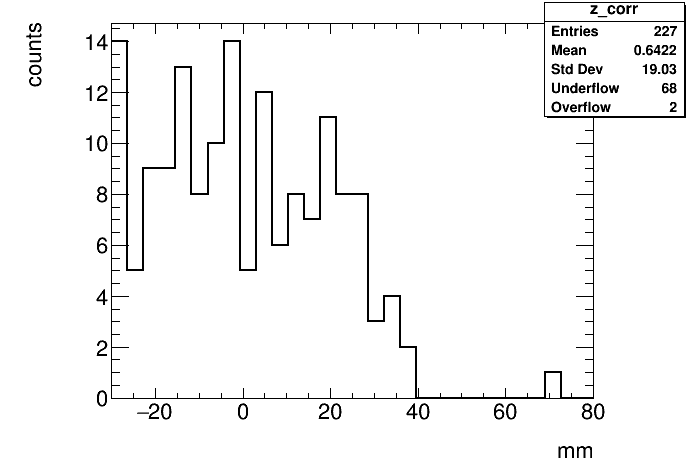 z_corr
Entries 227
Mean 0.6422
Std Dev 19.03
Underflow 68
Overflow 2
counts
14
12
10
8
6
4
2
0
−20 0 20 40 60 80
mm